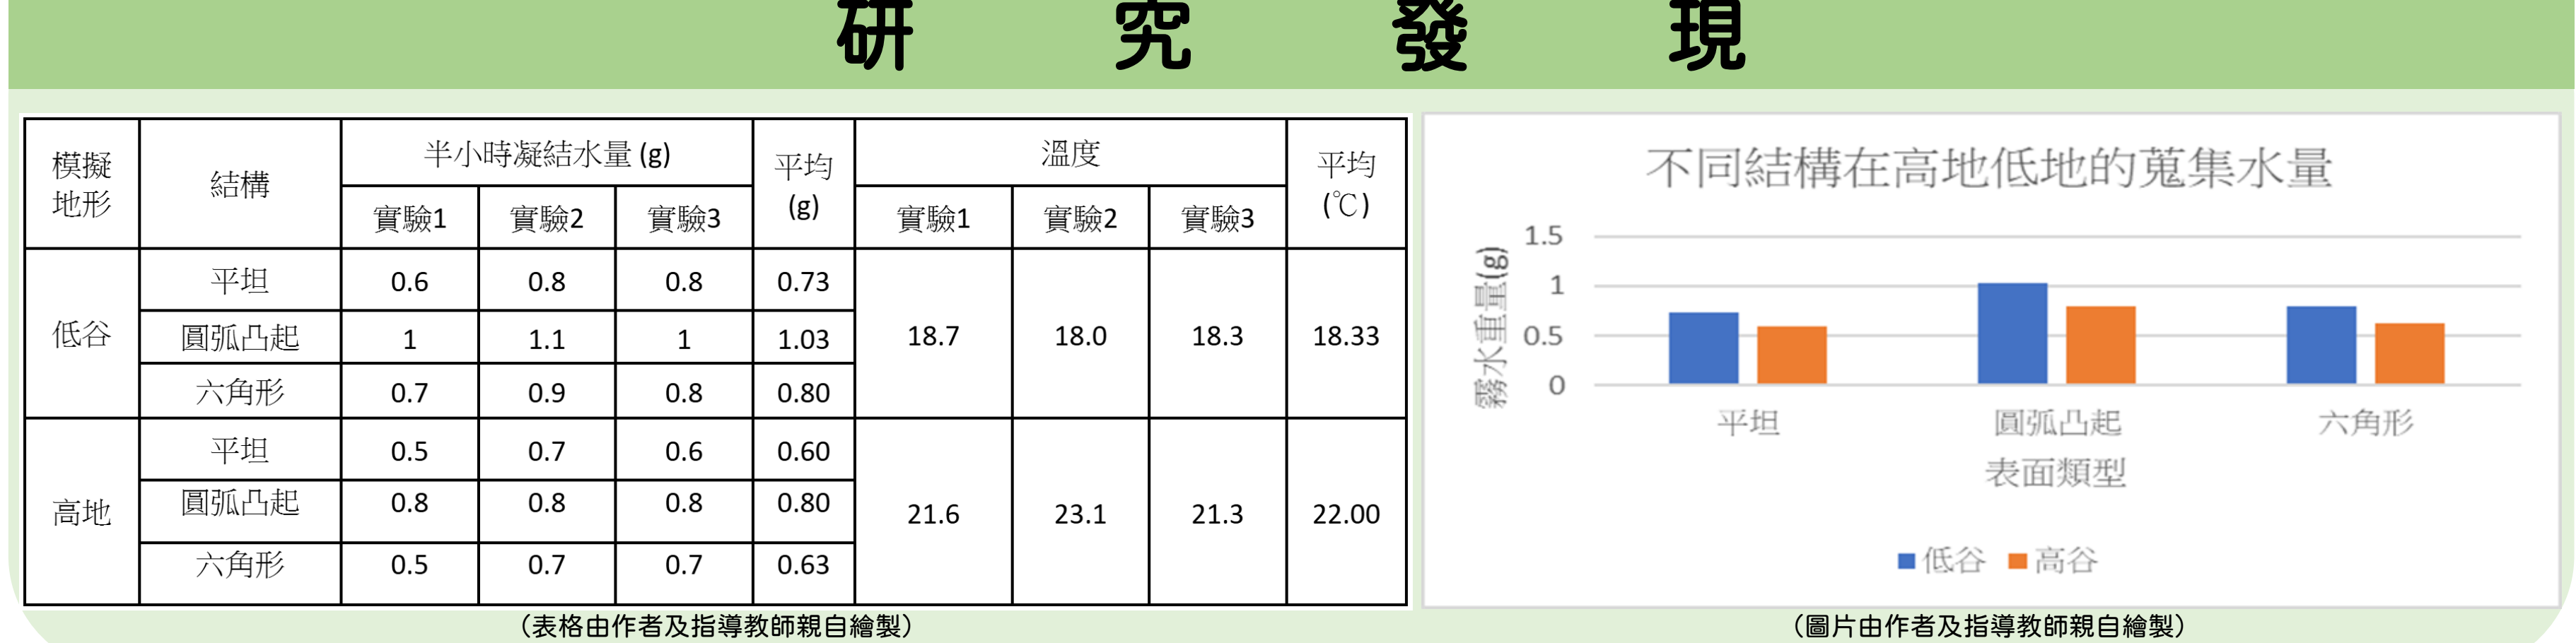 研究發現
模擬地形 結構 半小時凝結水量 (g) 平均(g) 溫度 平均(℃)
實驗1 實驗2 實驗3 實驗1 實驗2 實驗3
低谷 平坦 0.6 0.8 0.8 0.73 18.7 18.0 18.3 18.33
圓弧凸起 1 1.1 1 1.03
六角形 0.7 0.9 0.8 0.80
高地 平坦 0.5 0.7 0.6 0.60 21.6 23.1 21.3 22.00
圓弧凸起 0.8 0.8 0.8 0.80
六角形 0.5 0.7 0.7 0.63
(表格由作者及指導教師親自繪製)
不同結構在高地低地的蒐集水量
霧水重量(g)
1.5
1
0.5
0
平坦 圓弧凸起 六角形
表面類型
低谷 高谷
(圖片由作者及指導教師親自繪製)